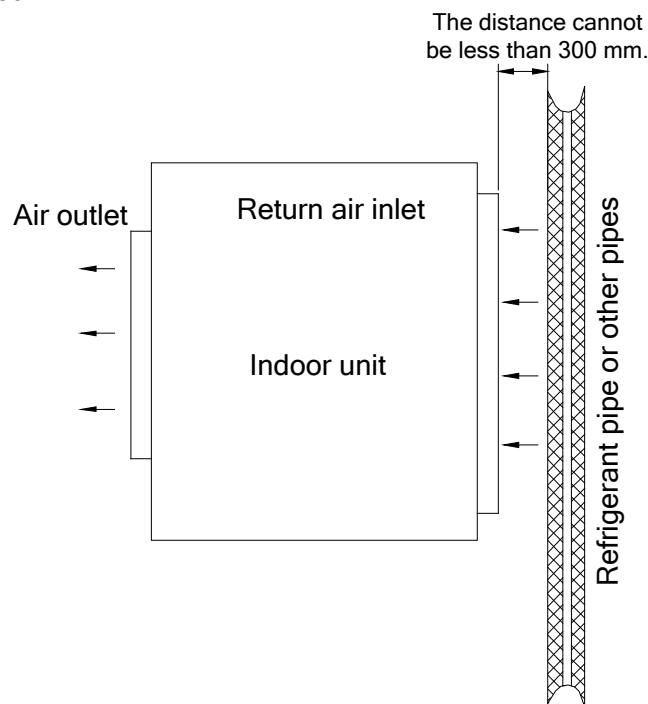 The distance cannot
be less than 300 mm.
Air outlet
Return air inlet
Indoor unit
Refrigerant pipe or other pipes